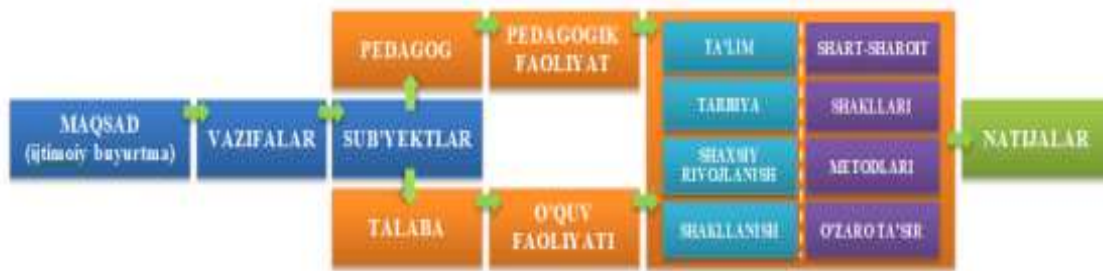 PEDAGOG
PEDAGOGIK
FAOLIYAT
TA'LIM
SHART-SHAROIT
TARBIYA
SHAKLLARI
MAQSAD
(ijtimoiy buyurtma)
VAZIFALAR
SUB'YEKTLAR
NATIJALAR
SHAXSIY
RIVOJLANISH
METODLARI
TALABA
O'QUV
FAOLIYATI
SHAKLLANISH
O'ZARO TA'SIR